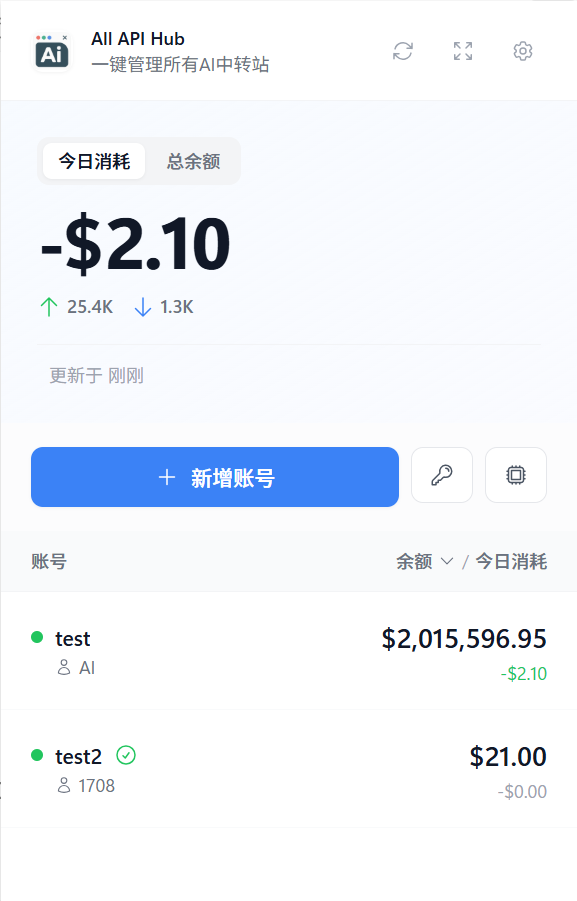 Ai
All API Hub
一键管理所有AI中转站
今日消耗 总余额
-$2.10
25.4K 1.3K
更新于 刚刚
新增账号
账号 余额 / 今日消耗
test $2,015,596.95
AI -$2.10
test2 $21.00
1708 -$0.00